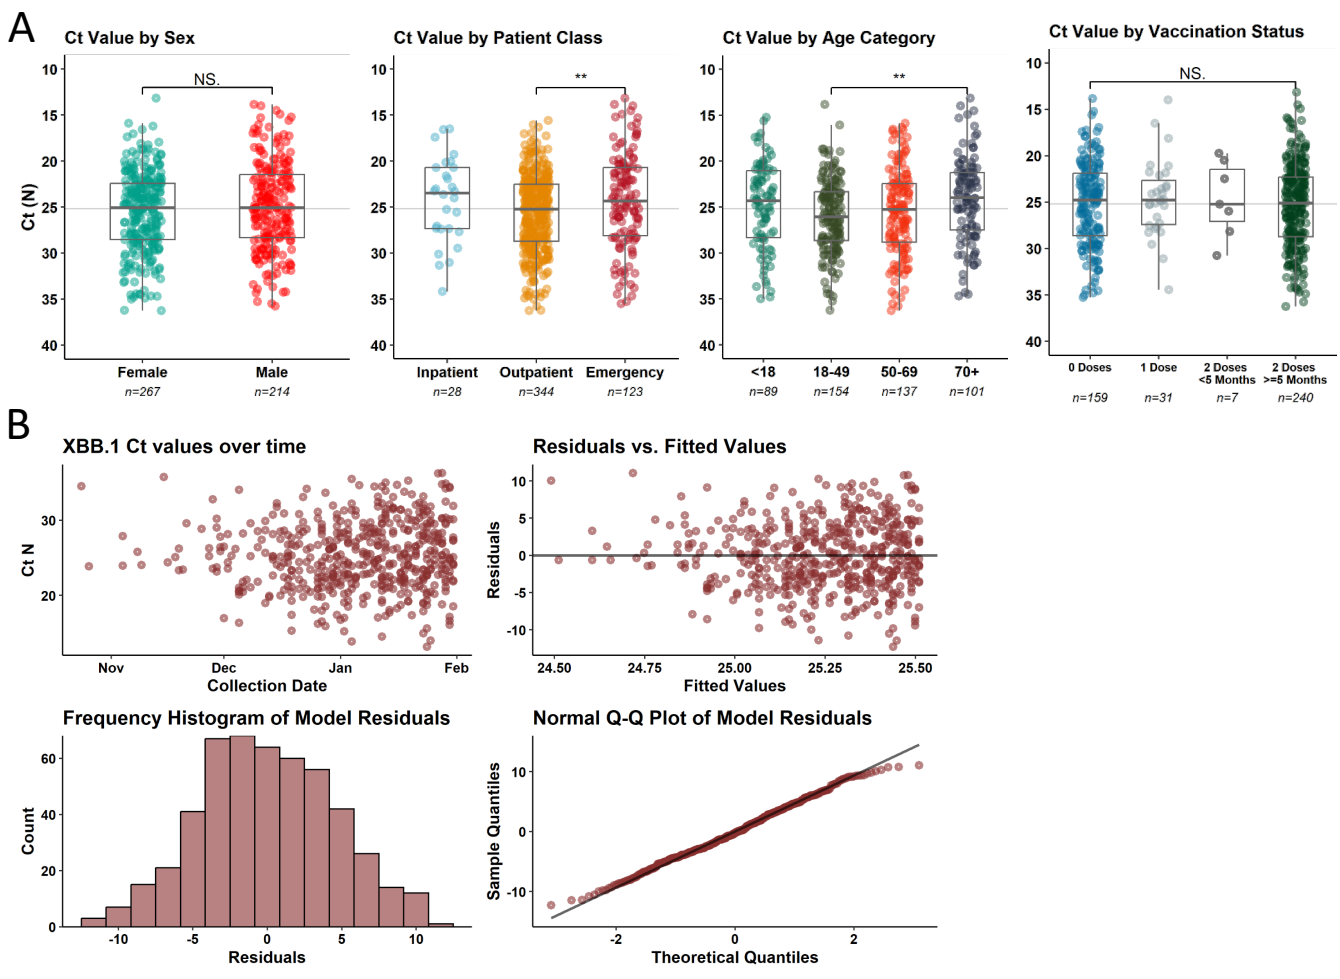 A
Ct Value by Sex
Ct Value by Patient Class
Ct Value by Age Category
Ct Value by Vaccination Status
Ct (N)
10
15
20
25
30
35
40
NS.
Female
Male
n=267
n=214
10
15
20
25
30
35
40
**
Inpatient
Outpatient
Emergency
n=28
n=344
n=123
10
15
20
25
30
35
40
**
<18
18-49
50-69
70+
n=89
n=154
n=137
n=101
10
15
20
25
30
35
40
NS.
0 Doses
1 Dose
2 Doses
<5 Months
2 Doses
>=5 Months
n=159
n=31
n=7
n=240
B
XBB.1 Ct values over time
Ct N
30
20
Nov
Dec
Jan
Feb
Collection Date
Residuals vs. Fitted Values
Residuals
10
5
0
-5
-10
24.50
24.75
25.00
25.25
25.50
Fitted Values
Frequency Histogram of Model Residuals
Count
60
40
20
0
-10
-5
0
5
10
Residuals
Normal Q-Q Plot of Model Residuals
Sample Quantiles
10
0
-10
-2
0
2
Theoretical Quantiles